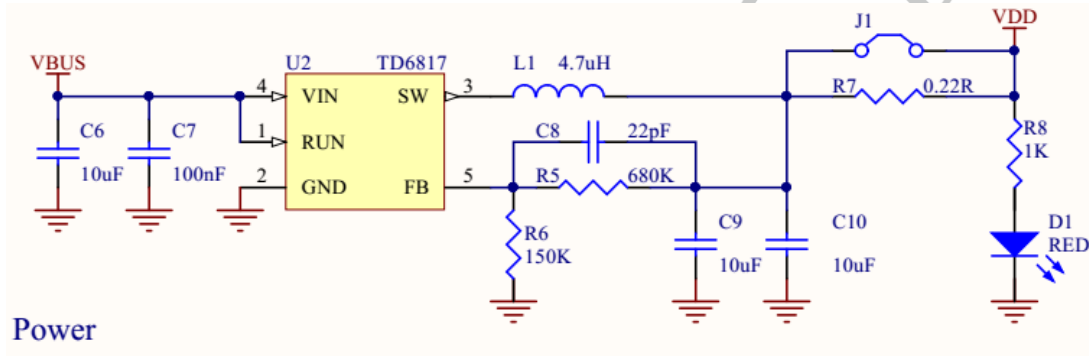 VBUS
C6
10uF
C7
100nF
U2
TD6817
4
VIN
1
RUN
2
GND
SW
3
FB
5
L1
4.7uH
C8
22pF
R5
680K
R6
150K
C9
10uF
C10
10uF
J1
R7
0.22R
VDD
R8
1K
D1
RED
Power